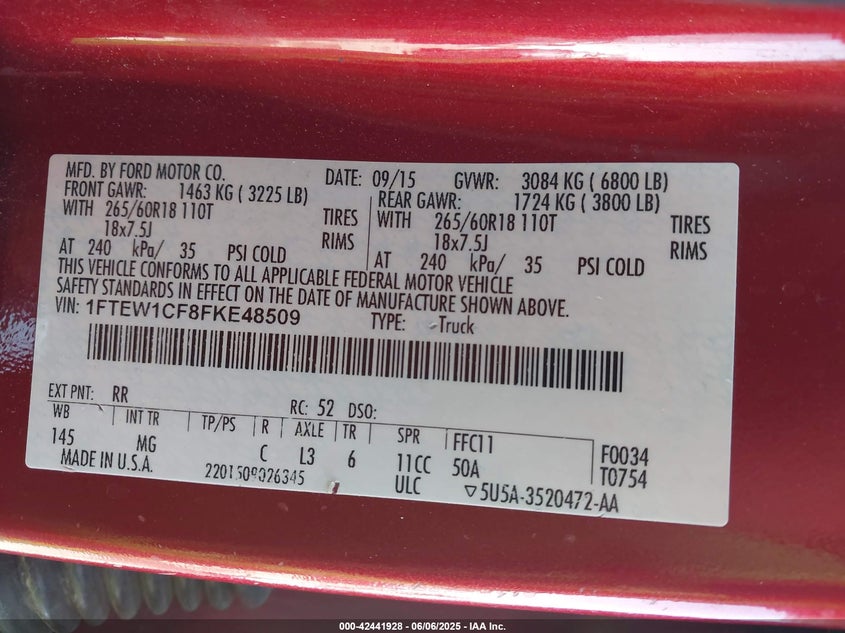 MFD. BY FORD MOTOR CO. DATE: 09/15 GVWR: 3084 KG ( 6800 LB)
FRONT GAWR: 1463 KG ( 3225 LB) REAR GAWR: 1724 KG ( 3800 LB)
WITH 265/60R18 110T TIRES WITH 265/60R18 110T TIRES
18x7.5J RIMS 18x7.5J RIMS
AT 240 kPa/ 35 PSI COLD AT 240 kPa/ 35 PSI COLD
THIS VEHICLE CONFORMS TO ALL APPLICABLE FEDERAL MOTOR VEHICLE
SAFETY STANDARDS IN EFFECT ON THE DATE OF MANUFACTURE SHOWN ABOVE.
VIN: 1FTEW1CF8FKE48509 TYPE: Truck
EXT PNT: RR RC: 52 DSO:
WB INT TR TP/PS R AXLE TR SPR FFC11 F0034
145 MG C L3 6 11CC 50A T0754
MADE IN U.S.A. 2201509026345 ULC ▽5U5A-3520472-AA
000-42441928 - 06/06/2025 - IAA Inc.